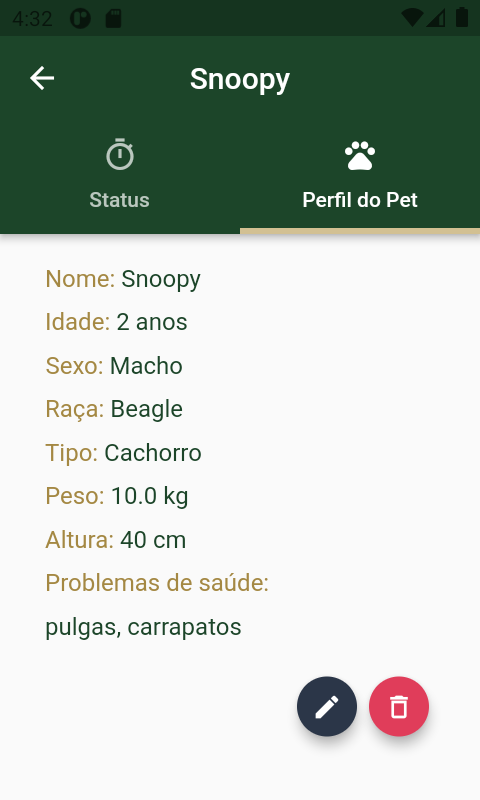 4:32
Snoopy
Status
Perfil do Pet
Nome: Snoopy
Idade: 2 anos
Sexo: Macho
Raça: Beagle
Tipo: Cachorro
Peso: 10.0 kg
Altura: 40 cm
Problemas de saúde:
pulgas, carrapatos